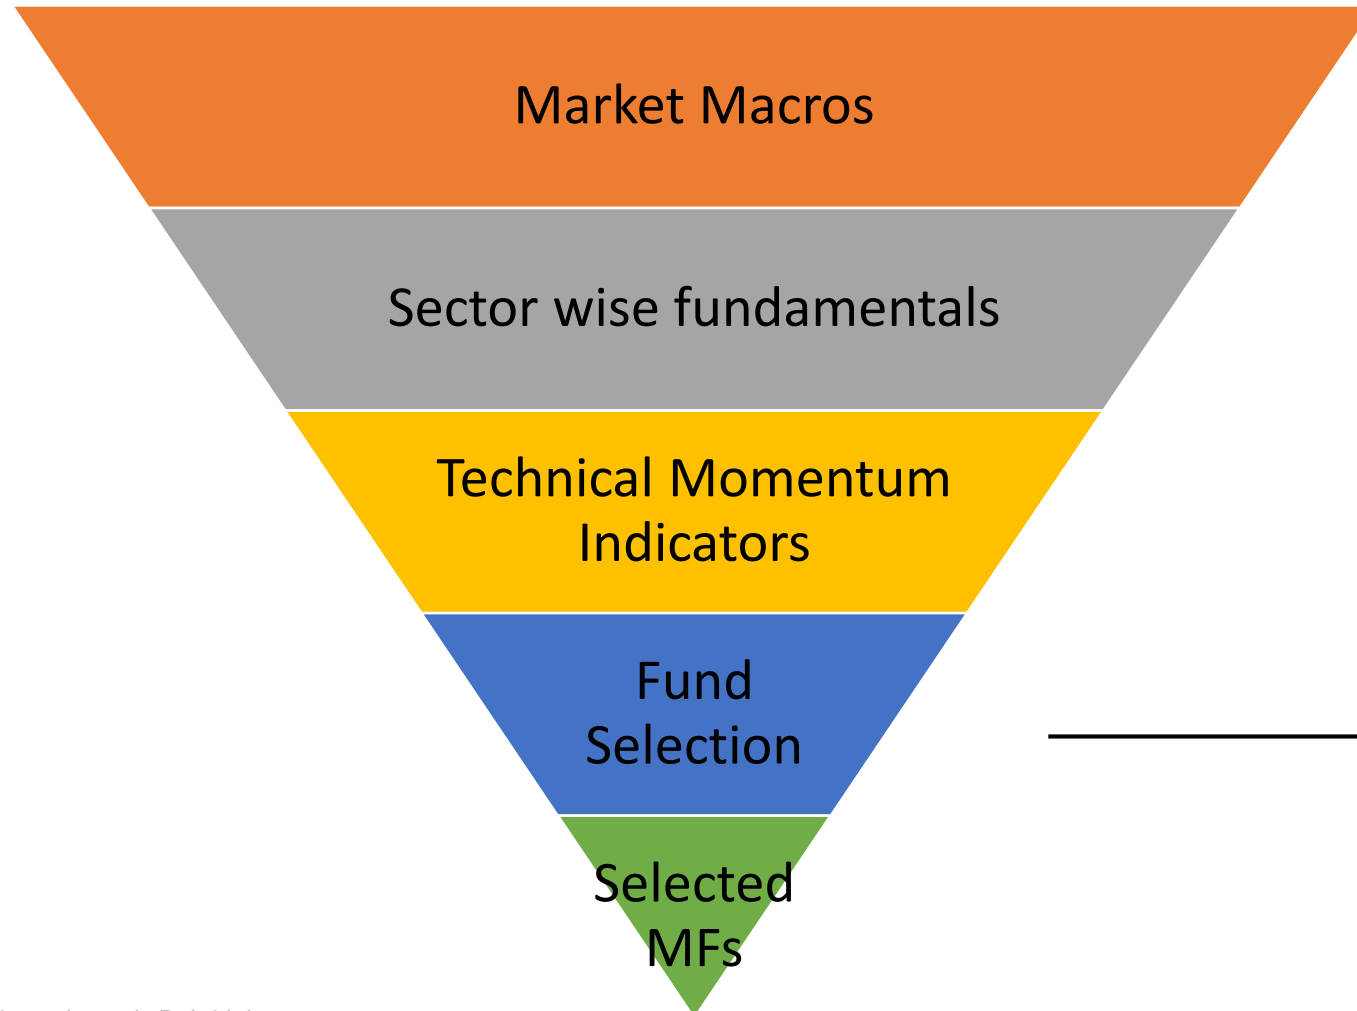 Market Macros
Sector wise fundamentals
Technical Momentum
Indicators
Fund
Selection
Selected
MFs